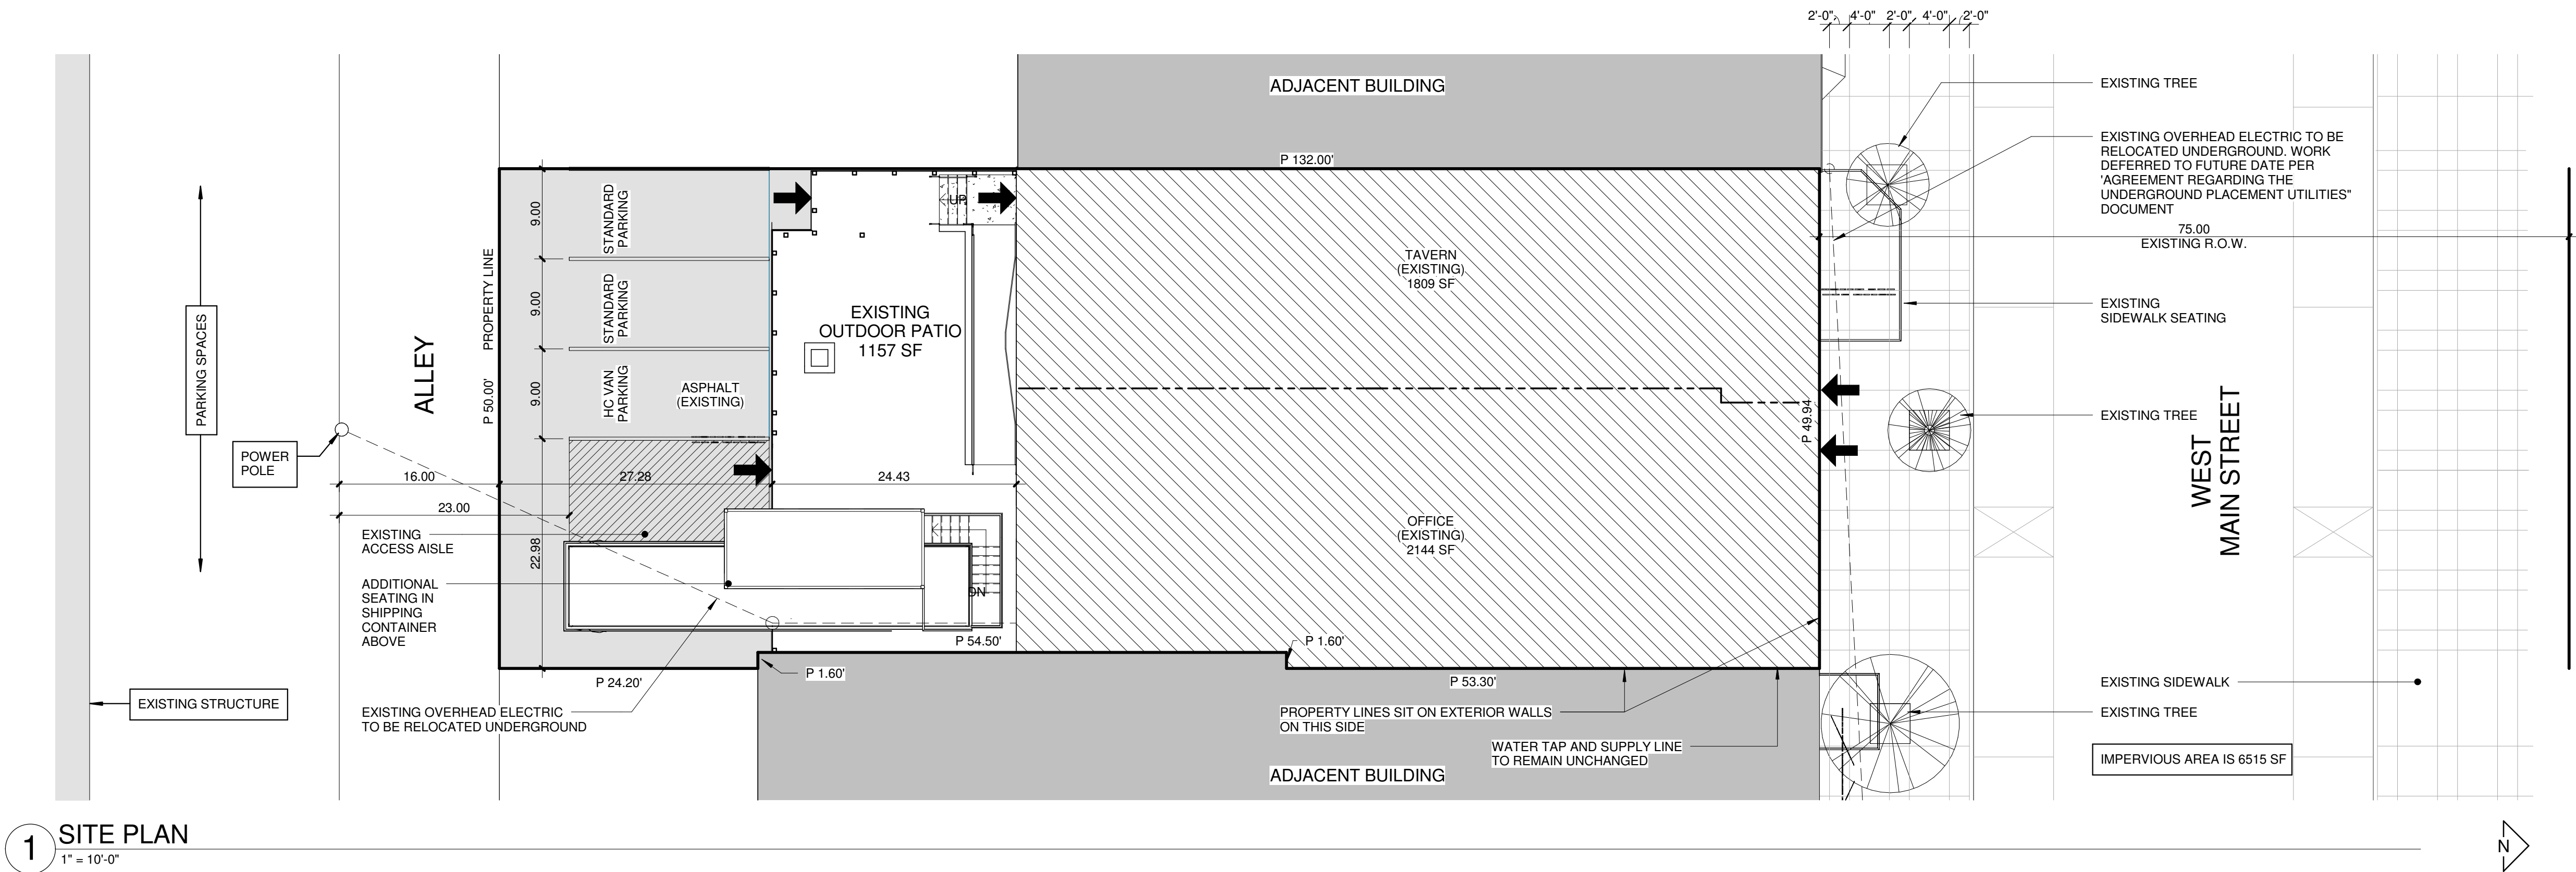 2'-0" 4'-0" 2'-0" 4'-0" 2'-0"
ADJACENT BUILDING
EXISTING TREE
EXISTING OVERHEAD ELECTRIC TO BE
RELOCATED UNDERGROUND. WORK
DEFERRED TO FUTURE DATE PER
'AGREEMENT REGARDING THE
UNDERGROUND PLACEMENT UTILITIES"
DOCUMENT
75.00
EXISTING R.O.W.
P 132.00'
9.00
STANDARD
PARKING
UP
TAVERN
(EXISTING)
1809 SF
PROPERTY LINE
9.00
STANDARD
PARKING
EXISTING
OUTDOOR PATIO
1157 SF
EXISTING
SIDEWALK SEATING
PARKING SPACES
ALLEY
P 50.00'
9.00
HC VAN
PARKING
ASPHALT
(EXISTING)
P 49.94
EXISTING TREE
WEST
MAIN STREET
POWER
POLE
16.00
27.28
24.43
23.00
EXISTING
ACCESS AISLE
22.98
OFFICE
(EXISTING)
2144 SF
ADDITIONAL
SEATING IN
SHIPPING
CONTAINER
ABOVE
DN
P 54.50'
P 1.60'
P 1.60'
P 24.20'
P 53.30'
EXISTING SIDEWALK
EXISTING STRUCTURE
EXISTING OVERHEAD ELECTRIC
TO BE RELOCATED UNDERGROUND
PROPERTY LINES SIT ON EXTERIOR WALLS
ON THIS SIDE
EXISTING TREE
WATER TAP AND SUPPLY LINE
TO REMAIN UNCHANGED
IMPERVIOUS AREA IS 6515 SF
ADJACENT BUILDING
1 SITE PLAN
1" = 10'-0"
N